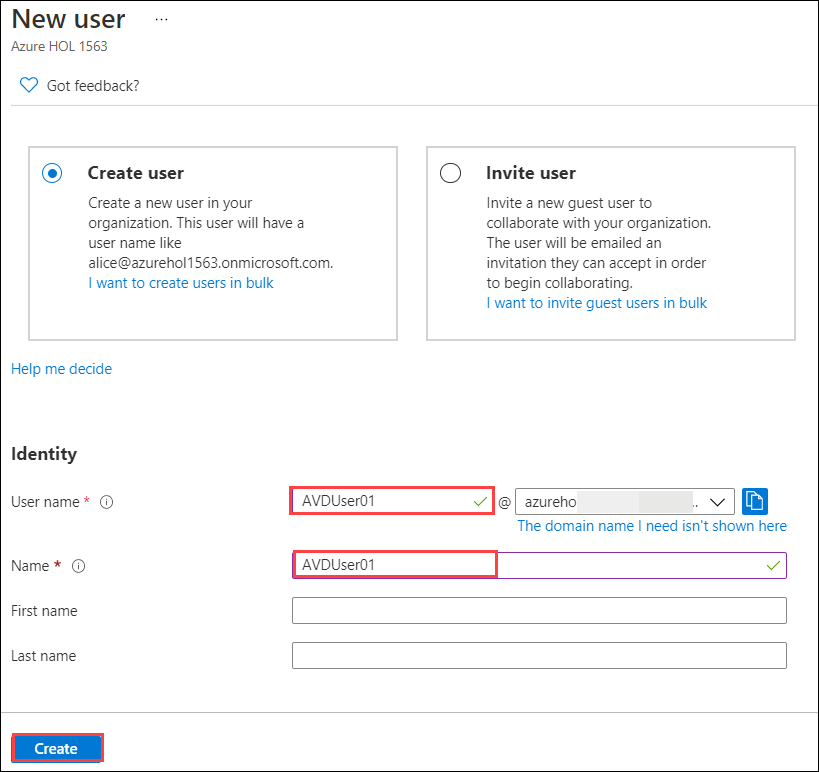 New user ...
Azure HOL 1563
Got feedback?
Create user
Create a new user in your
organization. This user will have a
user name like
alice@azurehol1563.onmicrosoft.com.
I want to create users in bulk
Invite user
Invite a new guest user to
collaborate with your organization.
The user will be emailed an
invitation they can accept in order
to begin collaborating.
I want to invite guest users in bulk
Help me decide
Identity
User name * AVDUser01 @ azureho ..
The domain name I need isn't shown here
Name * AVDUser01
First name
Last name
Create